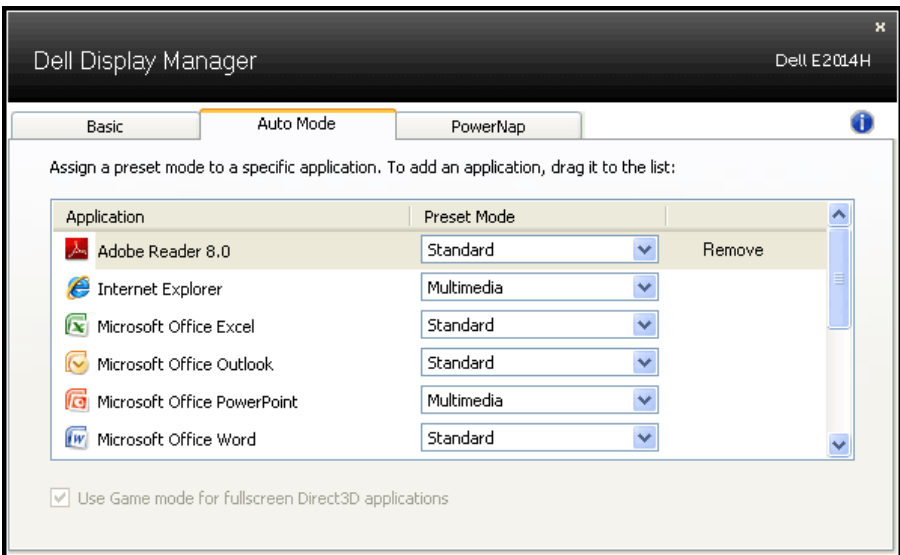 Dell Display Manager
Dell E2014H
Basic Auto Mode PowerNap
Assign a preset mode to a specific application. To add an application, drag it to the list:
Application Preset Mode
Adobe Reader 8.0 Standard Remove
Internet Explorer Multimedia
Microsoft Office Excel Standard
Microsoft Office Outlook Standard
Microsoft Office PowerPoint Multimedia
Microsoft Office Word Standard
Use Game mode for fullscreen Direct3D applications